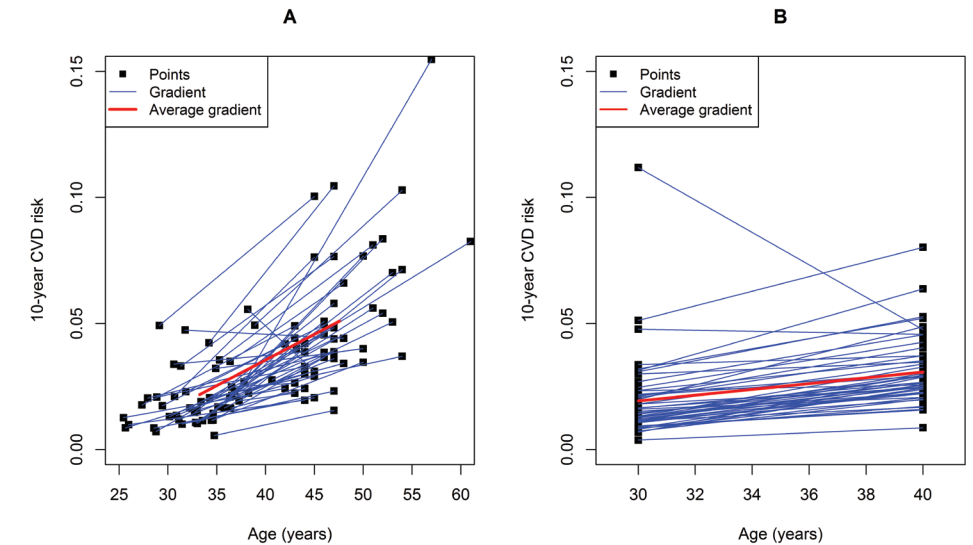 A
10-year CVD risk
0.15
0.10
0.05
0.00
Points
Gradient
Average gradient
25 30 35 40 45 50 55 60
Age (years)
B
10-year CVD risk
0.15
0.10
0.05
0.00
Points
Gradient
Average gradient
30 32 34 36 38 40
Age (years)